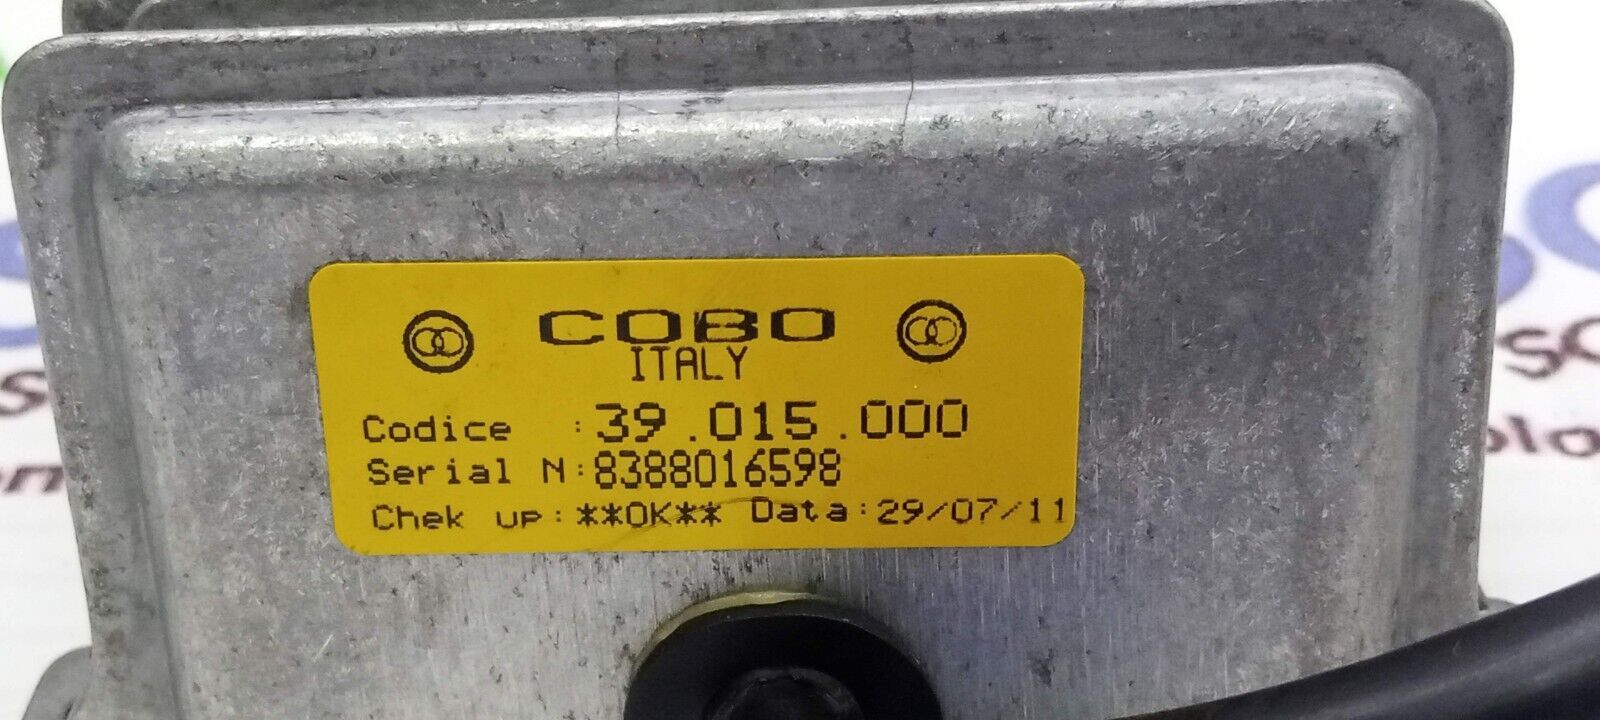 COBO
ITALY
Codice : 39.015.000
Serial N: 8388016598
Chek up: **OK** Data: 29/07/11